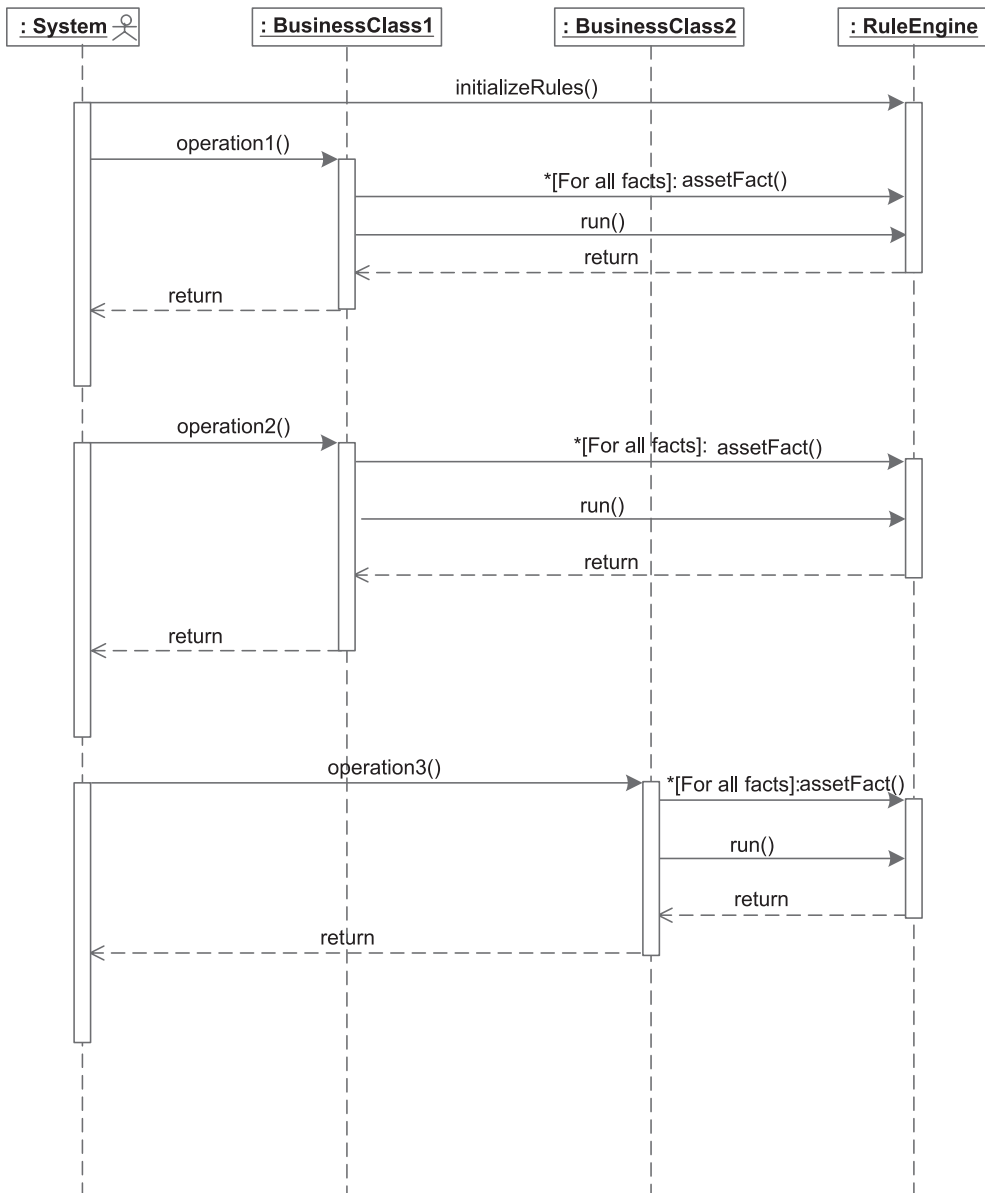 : System
: BusinessClass1
: BusinessClass2
: RuleEngine
initializeRules()
operation1()
*[For all facts]: assetFact()
run()
return
return
operation2()
*[For all facts]: assetFact()
run()
return
return
operation3()
*[For all facts]:assetFact()
run()
return
return